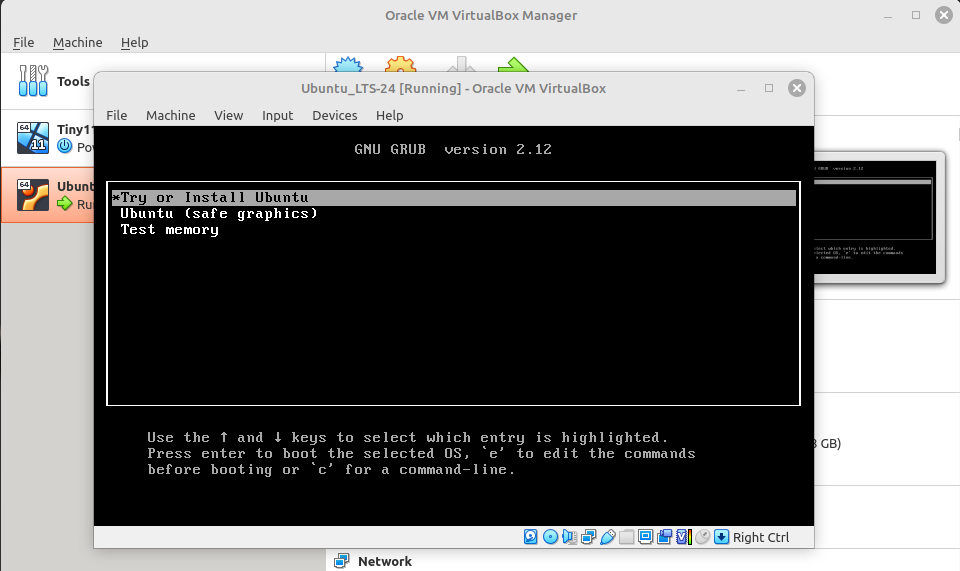 Oracle VM VirtualBox Manager
File Machine Help
Tools
Ubuntu_LTS-24 [Running] - Oracle VM VirtualBox
File Machine View Input Devices Help
64
Tiny11
11
64
GNU GRUB version 2.12
*Try or Install Ubuntu
Ubuntu (safe graphics)
Test memory
Use the ↑ and ↓ keys to select which entry is highlighted.
Press enter to boot the selected OS, `e' to edit the commands
before booting or `c' for a command-line.
GB)
Right Ctrl
Network